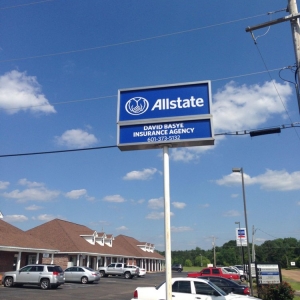 Allstate
DAVID BASYE
INSURANCE AGENCY
601-373-5132